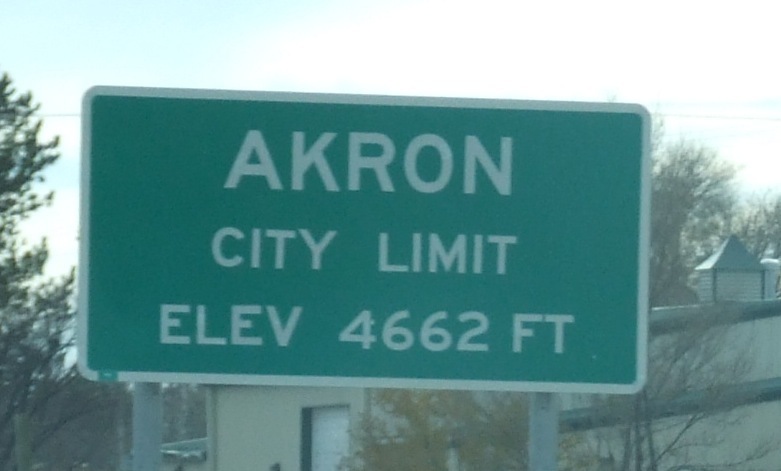 AKRON
CITY LIMIT
ELEV 4662 FT